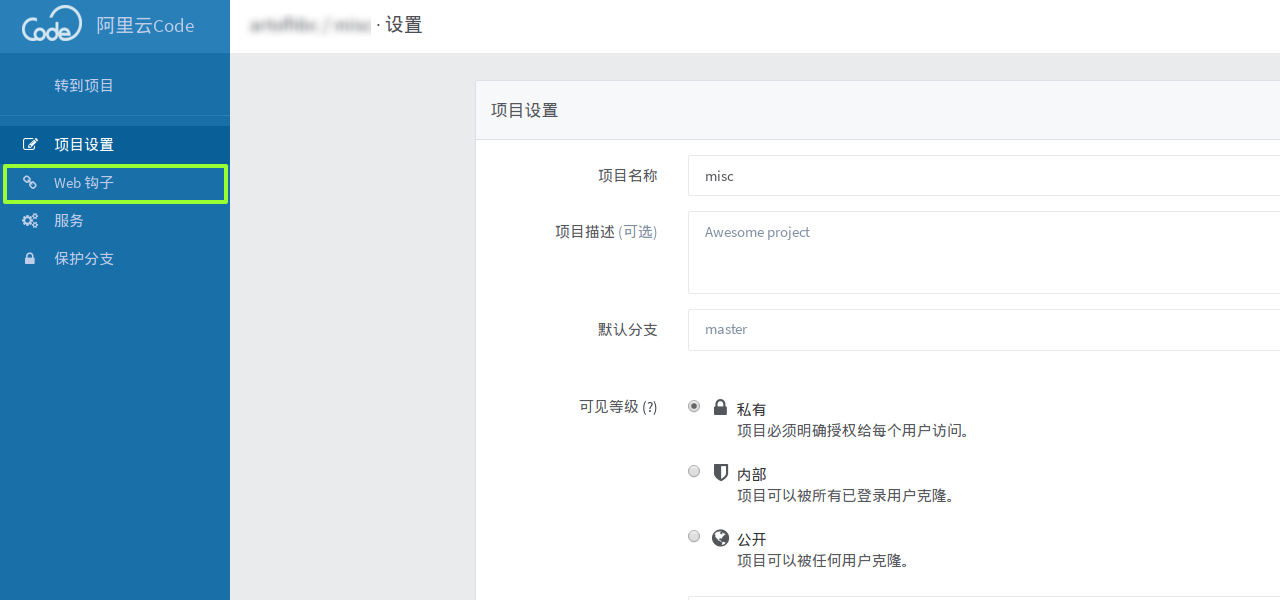 Code 阿里云Code
· 设置
转到项目
项目设置
Web 钩子
服务
保护分支
项目设置
项目名称 misc
项目描述 (可选) Awesome project
默认分支 master
可见等级 (?) 私有
项目必须明确授权给每个用户访问。
内部
项目可以被所有已登录用户克隆。
公开
项目可以被任何用户克隆。